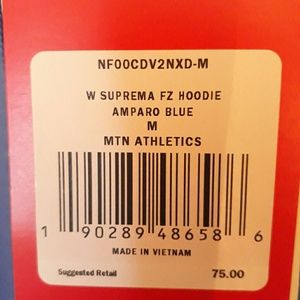 NF00CDV2NXD-M
W SUPREMA FZ HOODIE
AMPARO BLUE
M
MTN ATHLETICS
1 90289 48658 6
MADE IN VIETNAM
Suggested Retail 75.00